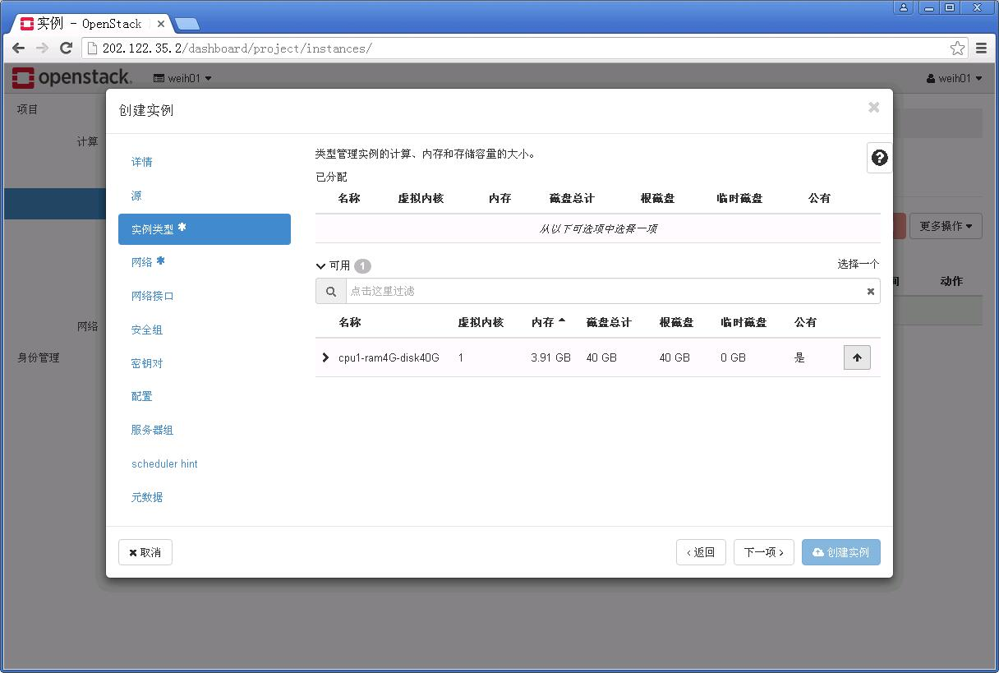 实例 - OpenStack
202.122.35.2/dashboard/project/instances/
openstack. weih01 weih01
项目
计算
网络
身份管理
更多操作
间 动作
创建实例
详情
源
实例类型 *
网络 *
网络接口
安全组
密钥对
配置
服务器组
scheduler hint
元数据
类型管理实例的计算、内存和存储容量的大小。
已分配
名称 虚拟内核 内存 磁盘总计 根磁盘 临时磁盘 公有
从以下可选项中选择一项
可用 1 选择一个
点击这里过滤
名称 虚拟内核 内存 磁盘总计 根磁盘 临时磁盘 公有
cpu1-ram4G-disk40G 1 3.91 GB 40 GB 40 GB 0 GB 是
取消 ‹ 返回 下一项 › 创建实例